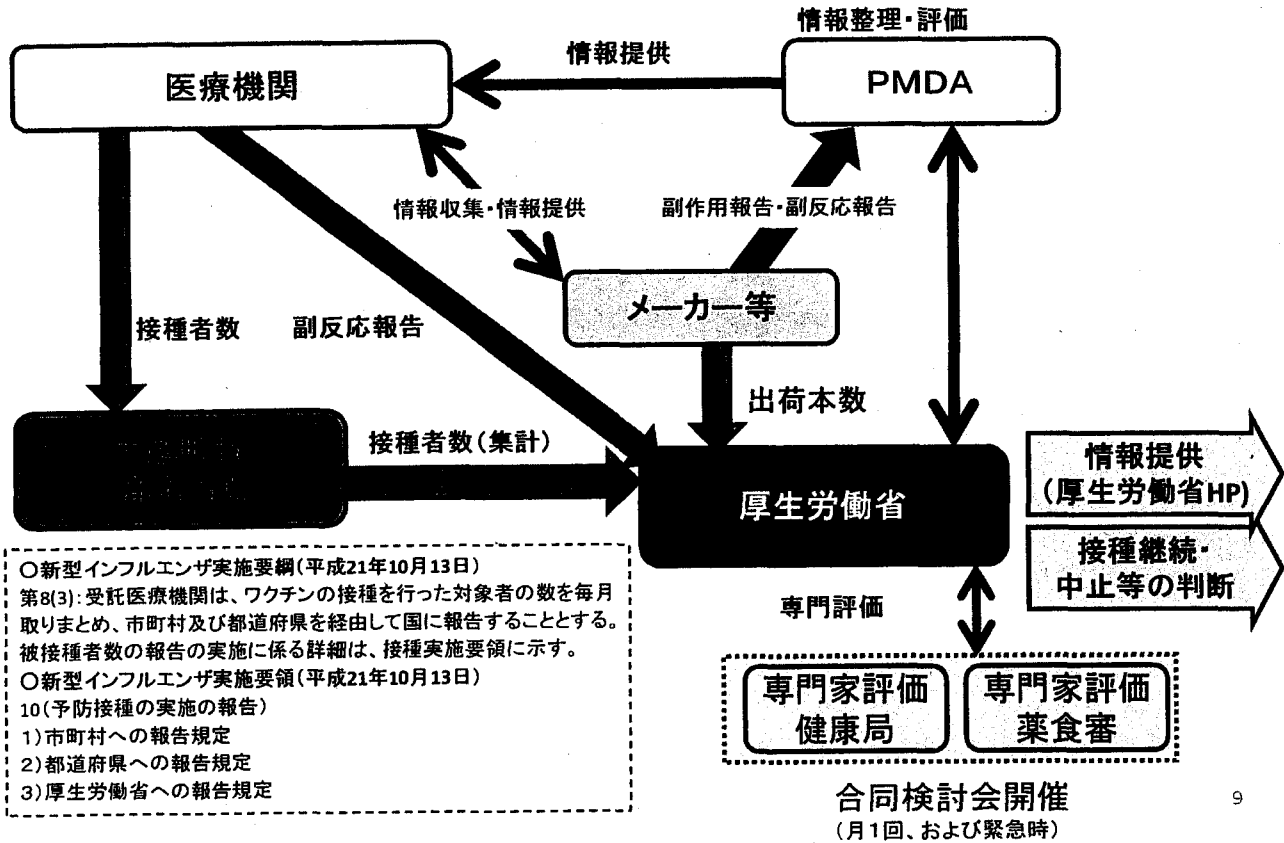 情報整理・評価
情報提供
医療機関
PMDA
情報収集・情報提供
副作用報告・副反応報告
メーカー等
接種者数
副反応報告
出荷本数
接種者数(集計)
厚生労働省
情報提供
(厚生労働省HP)
接種継続・
中止等の判断
専門評価
専門家評価
健康局
専門家評価
薬食審
合同検討会開催
(月1回、および緊急時)
○新型インフルエンザ実施要綱(平成21年10月13日)
第8(3):受託医療機関は、ワクチンの接種を行った対象者の数を毎月
取りまとめ、市町村及び都道府県を経由して国に報告することとする。
被接種者数の報告の実施に係る詳細は、接種実施要領に示す。
○新型インフルエンザ実施要領(平成21年10月13日)
10(予防接種の実施の報告)
1)市町村への報告規定
2)都道府県への報告規定
3)厚生労働省への報告規定
9